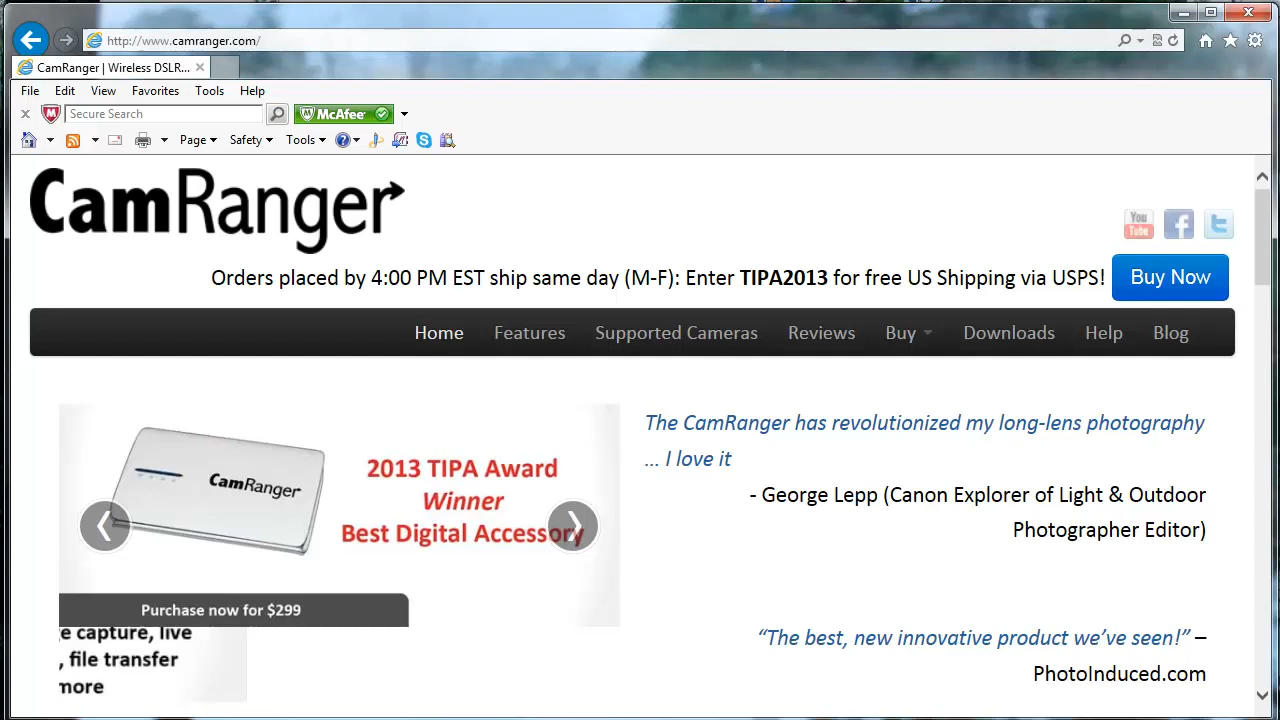 http://www.camranger.com/
CamRanger | Wireless DSLR...
File Edit View Favorites Tools Help
Secure Search McAfee
Page Safety Tools
CamRanger
You Tube
Orders placed by 4:00 PM EST ship same day (M-F): Enter TIPA2013 for free US Shipping via USPS! Buy Now
Home Features Supported Cameras Reviews Buy Downloads Help Blog
CamRanger
2013 TIPA Award
Winner
Best Digital Accessory
Purchase now for $299
e capture, live
, file transfer
more
The CamRanger has revolutionized my long-lens photography
... I love it
- George Lepp (Canon Explorer of Light & Outdoor
Photographer Editor)
“The best, new innovative product we’ve seen!” –
PhotoInduced.com